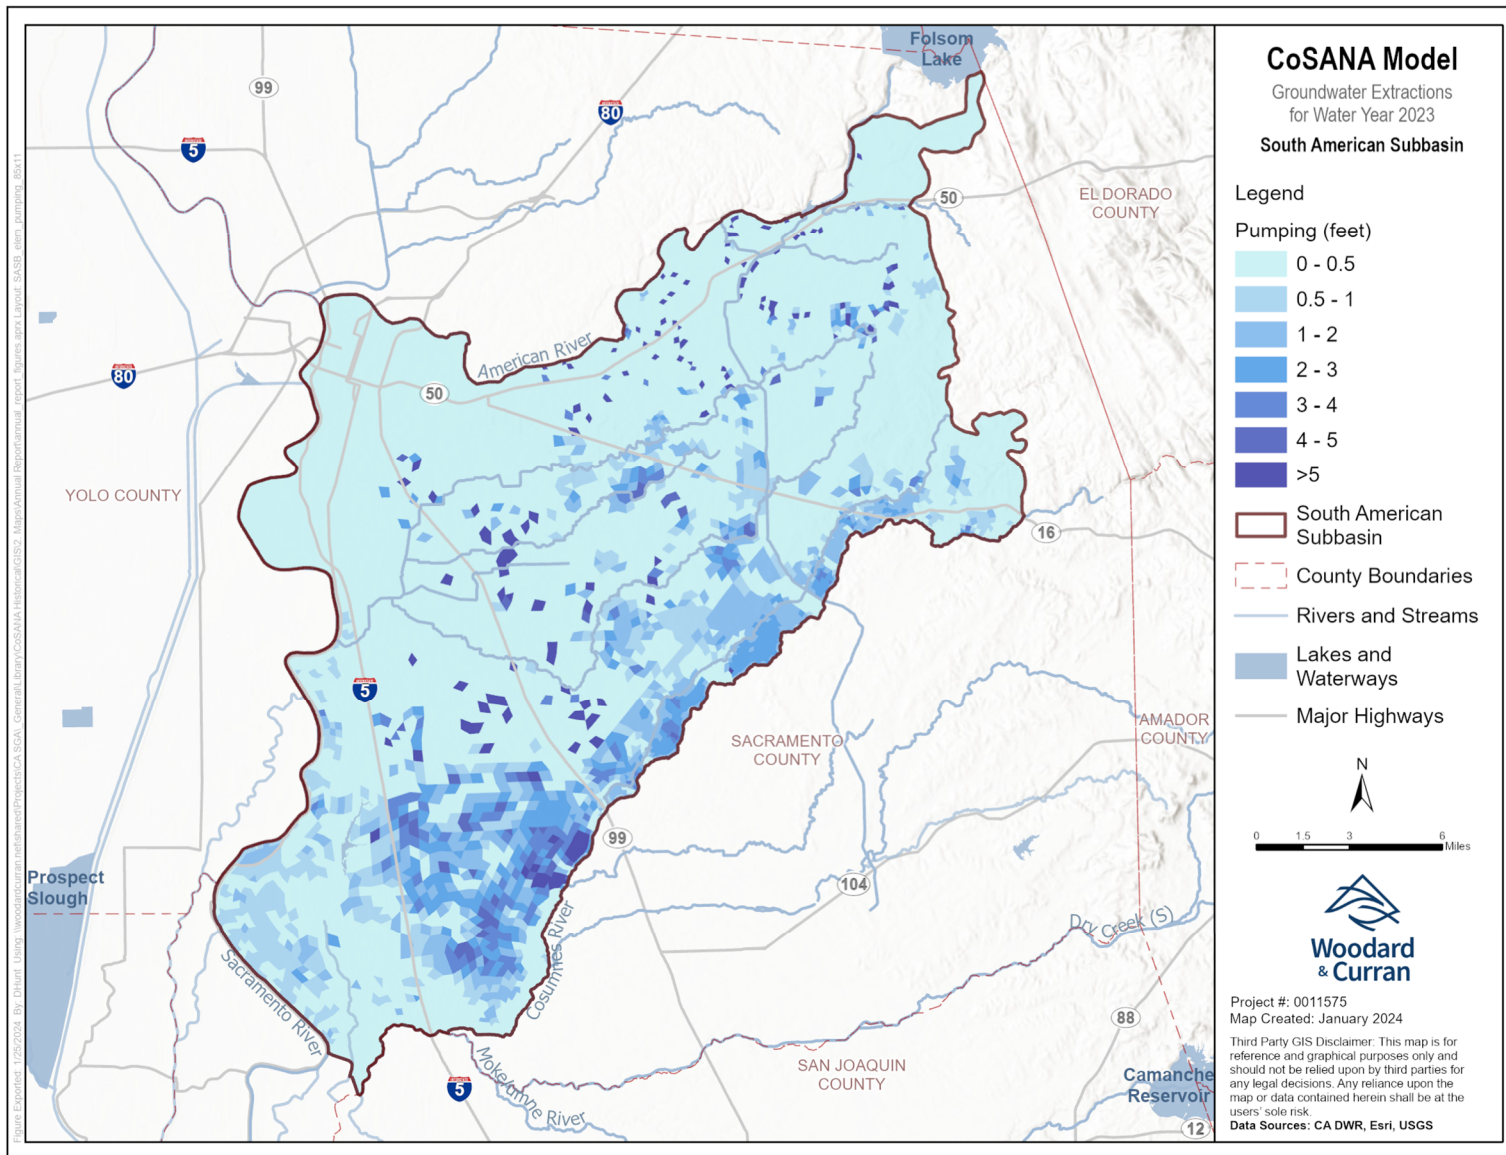 CoSANA Model
Groundwater Extractions
for Water Year 2023
South American Subbasin
Legend
Pumping (feet)
0 - 0.5
0.5 - 1
1 - 2
2 - 3
3 - 4
4 - 5
>5
South American
Subbasin
County Boundaries
Rivers and Streams
Lakes and
Waterways
Major Highways
N
0 1.5 3 6
Miles
Woodard
& Curran
Project #: 0011575
Map Created: January 2024
Third Party GIS Disclaimer: This map is for
reference and graphical purposes only and
should not be relied upon by third parties for
any legal decisions. Any reliance upon the
map or data contained herein shall be at the
users' sole risk.
Data Sources: CA DWR, Esri, USGS
Folsom
Lake
99
80
5
EL DORADO
COUNTY
50
American River
80
50
YOLO COUNTY
16
5
SACRAMENTO
COUNTY
AMADOR
COUNTY
99
Prospect
Slough
104
Dry Creek (S)
Cosumnes River
Sacramento River
88
SAN JOAQUIN
COUNTY
Mokelumne River
5
Camanche
Reservoir
12